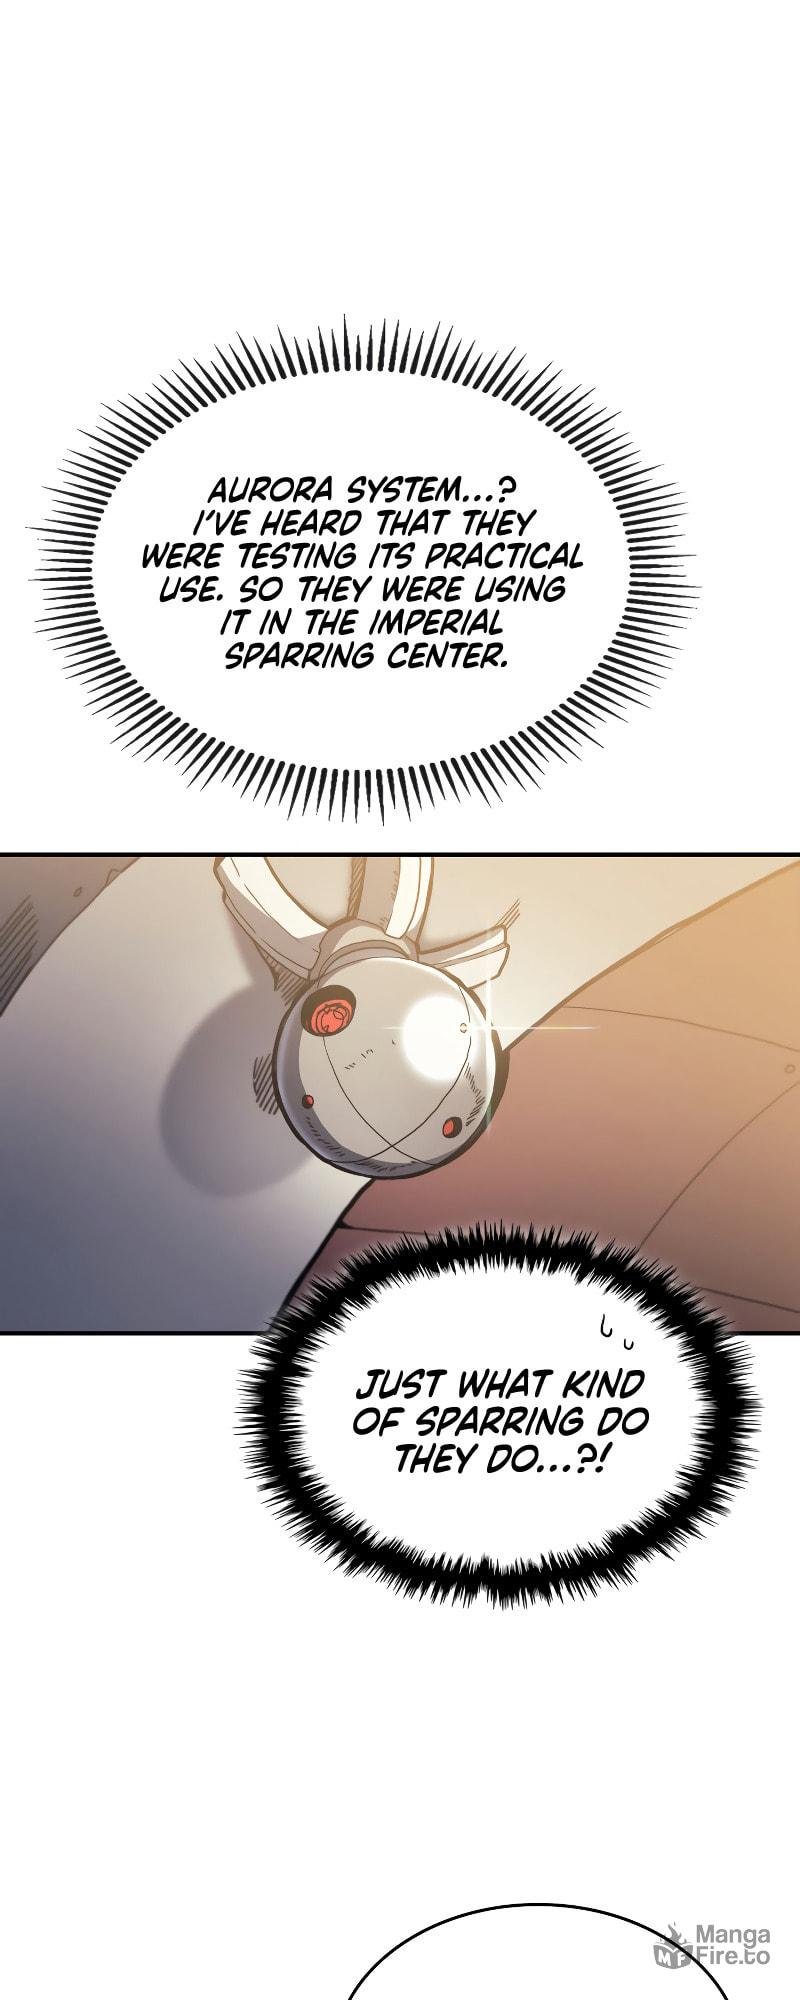 AURORA SYSTEM...?
I'VE HEARD THAT THEY
WERE TESTING ITS PRACTICAL
USE. SO THEY WERE USING
IT IN THE IMPERIAL
SPARRING CENTER.
JUST WHAT KIND
OF SPARRING DO
THEY DO...?!
Manga
Fire.to
MF